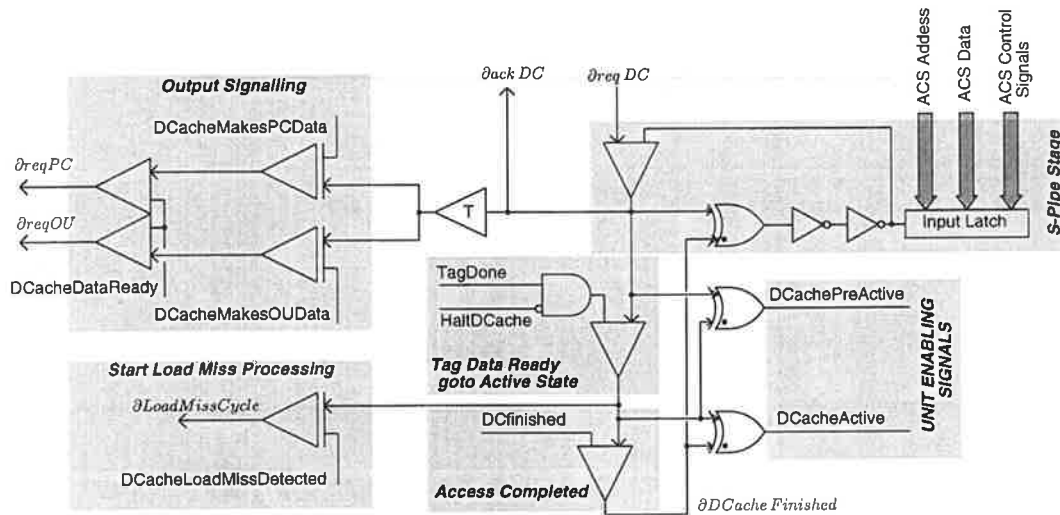 Output Signalling
∂ack DC
∂req DC
ACS Addess
ACS Data
ACS Control
Signals
DCacheMakesPCData
∂reqPC
∂reqOU
T
Input Latch
S-Pipe Stage
DCacheDataReady
DCacheMakesOUData
TagDone
HaltDCache
DCachePreActive
Tag Data Ready
goto Active State
UNIT ENABLING
SIGNALS
Start Load Miss Processing
∂LoadMissCycle
DCfinished
DCacheActive
DCacheLoadMissDetected
Access Completed
∂DCache Finished